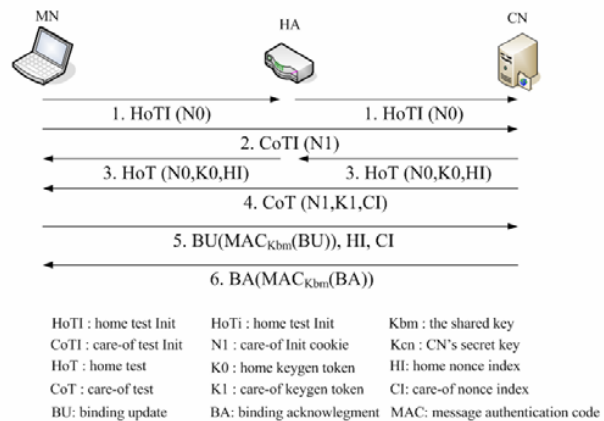 MN HA CN
1. HoTI (N0) 1. HoTI (N0)
2. CoTI (N1)
3. HoT (N0,K0,HI) 3. HoT (N0,K0,HI)
4. CoT (N1,K1,CI)
5. BU(MACKbm(BU)), HI, CI
6. BA(MACKbm(BA))
HoTI : home test Init HoTi : home test Init Kbm : the shared key
CoTI : care-of test Init N1 : care-of Init cookie Kcn : CN's secret key
HoT : home test K0 : home keygen token HI: home nonce index
CoT : care-of test K1 : care-of keygen token CI: care-of nonce index
BU: binding update BA: binding acknowlegment MAC: message authentication code